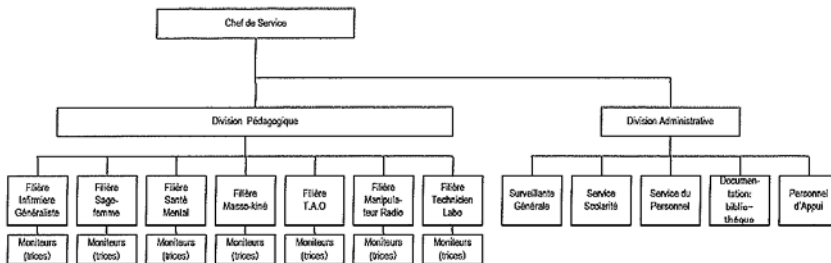 Chef de Service
Division Pédagogique
Division Administrative
Filière
Infirmiere
Généraliste
Filière
Sage-
femme
Filière
Santé
Mental
Filière
Masso-kiné
Filière
T.A.O
Filière
Manipula-
teur Radio
Filière
Technicien
Labo
Surveillante
Générale
Service
Scolarité
Service du
Personnel
Documen-
tation:
biblio-
thèque
Personnel
d'Appui
Moniteurs
(trices)
Moniteurs
(trices)
Moniteurs
(trices)
Moniteurs
(trices)
Moniteurs
(trices)
Moniteurs
(trices)
Moniteurs
(trices)